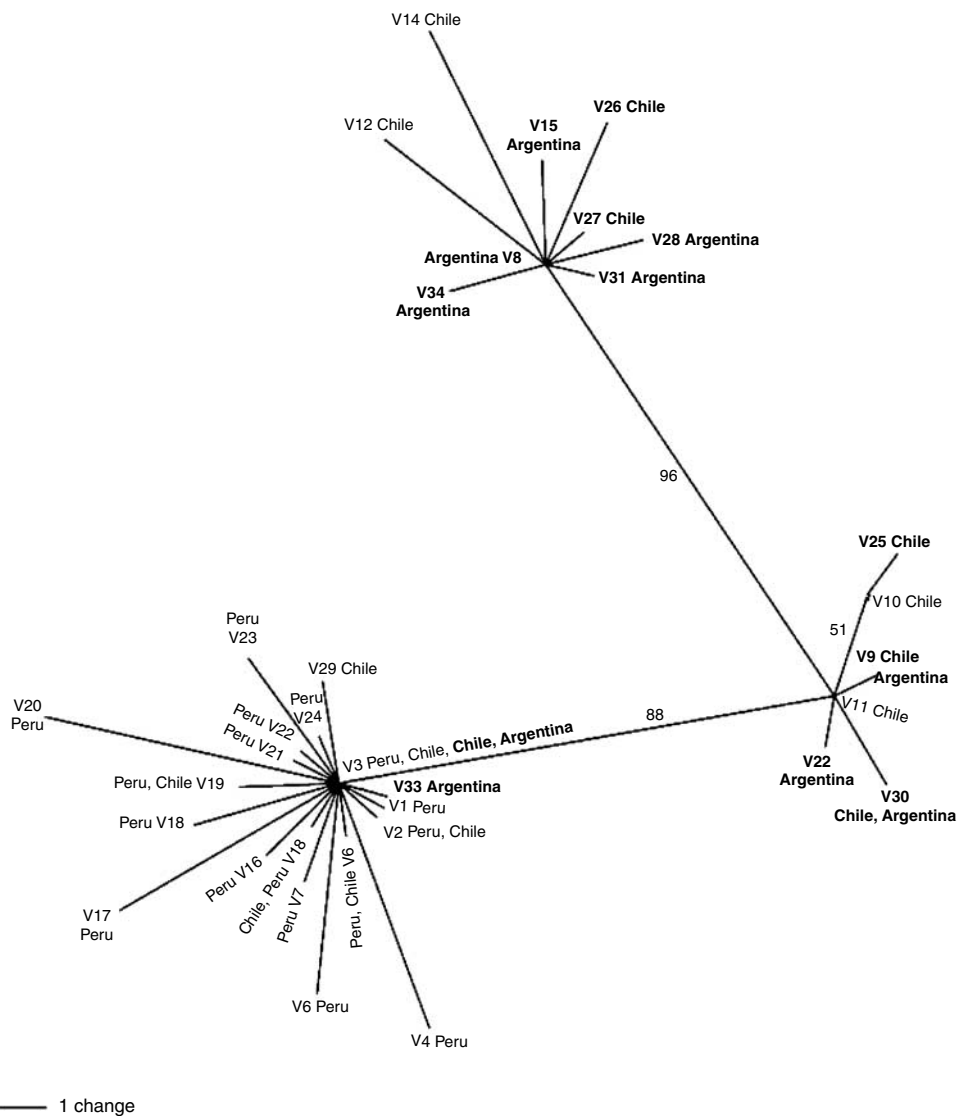 V14 Chile
V26 Chile
V12 Chile
V15
Argentina
V27 Chile
V28 Argentina
Argentina V8
V31 Argentina
V34
Argentina
96
V25 Chile
V10 Chile
51
V9 Chile
Argentina
V11 Chile
88
V22
Argentina
V30
Chile, Argentina
Peru
V23
V29 Chile
Peru
V24
V20
Peru
Peru V22
Peru V21
V3 Peru, Chile, Chile, Argentina
Peru, Chile V19
V33 Argentina
V1 Peru
V2 Peru, Chile
Peru V18
Peru V16
Chile, Peru V18
Peru V7
Peru, Chile V6
V17
Peru
V6 Peru
V4 Peru
1 change